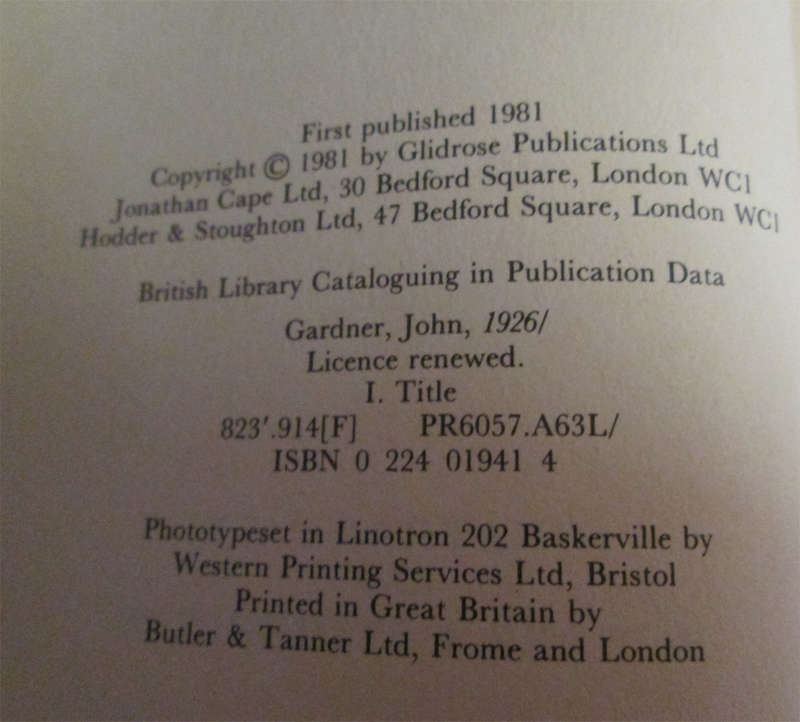 First published 1981
Copyright © 1981 by Glidrose Publications Ltd
Jonathan Cape Ltd, 30 Bedford Square, London WC1
Hodder & Stoughton Ltd, 47 Bedford Square, London WC1
British Library Cataloguing in Publication Data
Gardner, John, 1926/
Licence renewed.
I. Title
823'.914[F] PR6057.A63L/
ISBN 0 224 01941 4
Phototypeset in Linotron 202 Baskerville by
Western Printing Services Ltd, Bristol
Printed in Great Britain by
Butler & Tanner Ltd, Frome and London